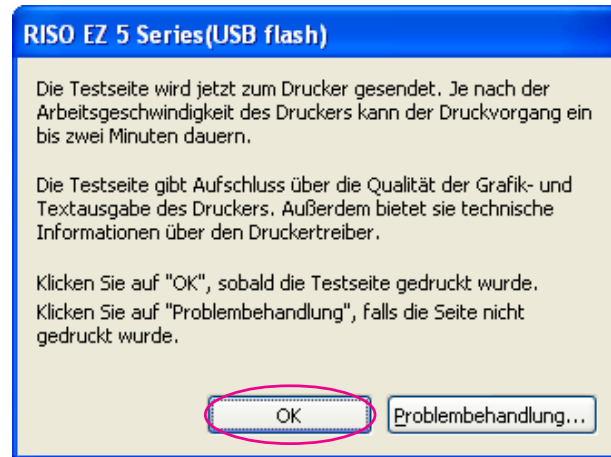 RISO EZ 5 Series(USB flash)
Die Testseite wird jetzt zum Drucker gesendet. Je nach der
Arbeitsgeschwindigkeit des Druckers kann der Druckvorgang ein
bis zwei Minuten dauern.
Die Testseite gibt Aufschluss über die Qualität der Grafik- und
Textausgabe des Druckers. Außerdem bietet sie technische
Informationen über den Druckertreiber.
Klicken Sie auf "OK", sobald die Testseite gedruckt wurde.
Klicken Sie auf "Problembehandlung", falls die Seite nicht
gedruckt wurde.
OK
Problembehandlung...